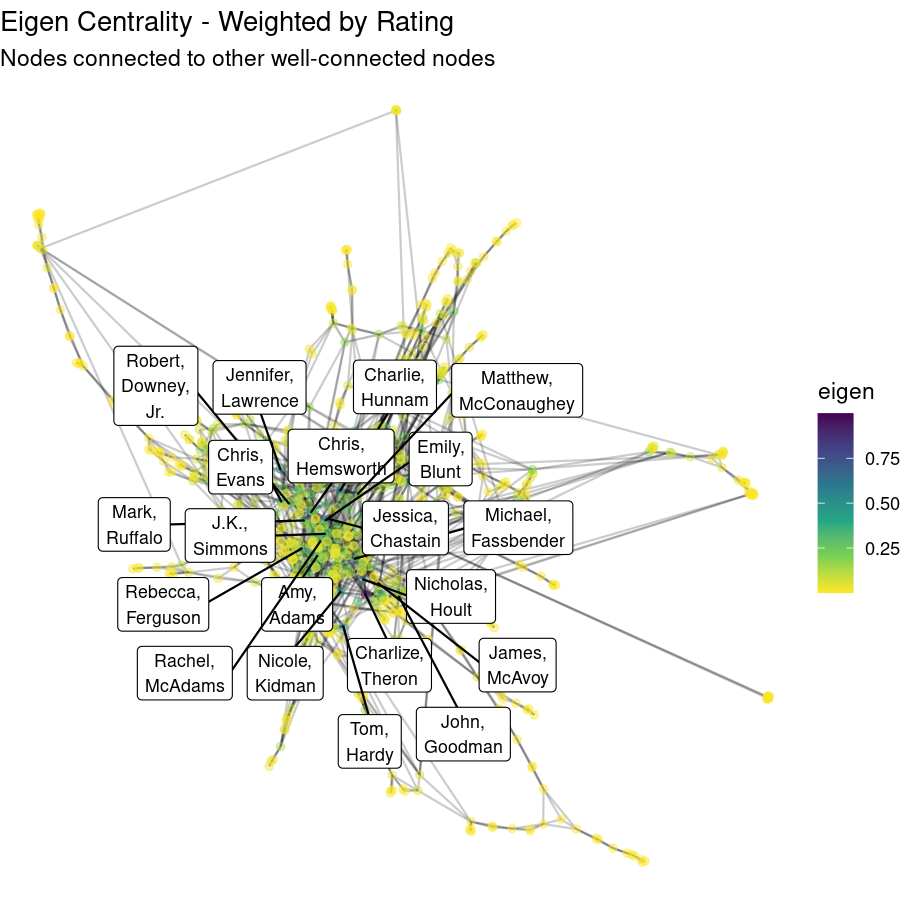 Eigen Centrality - Weighted by Rating
Nodes connected to other well-connected nodes
Robert,
Downey,
Jr.
Jennifer,
Lawrence
Charlie,
Hunnam
Matthew,
McConaughey
Chris,
Evans
Chris,
Hemsworth
Emily,
Blunt
Mark,
Ruffalo
J.K.,
Simmons
Jessica,
Chastain
Michael,
Fassbender
Rebecca,
Ferguson
Amy,
Adams
Nicholas,
Hoult
Rachel,
McAdams
Nicole,
Kidman
Charlize,
Theron
James,
McAvoy
Tom,
Hardy
John,
Goodman
eigen
0.75
0.50
0.25